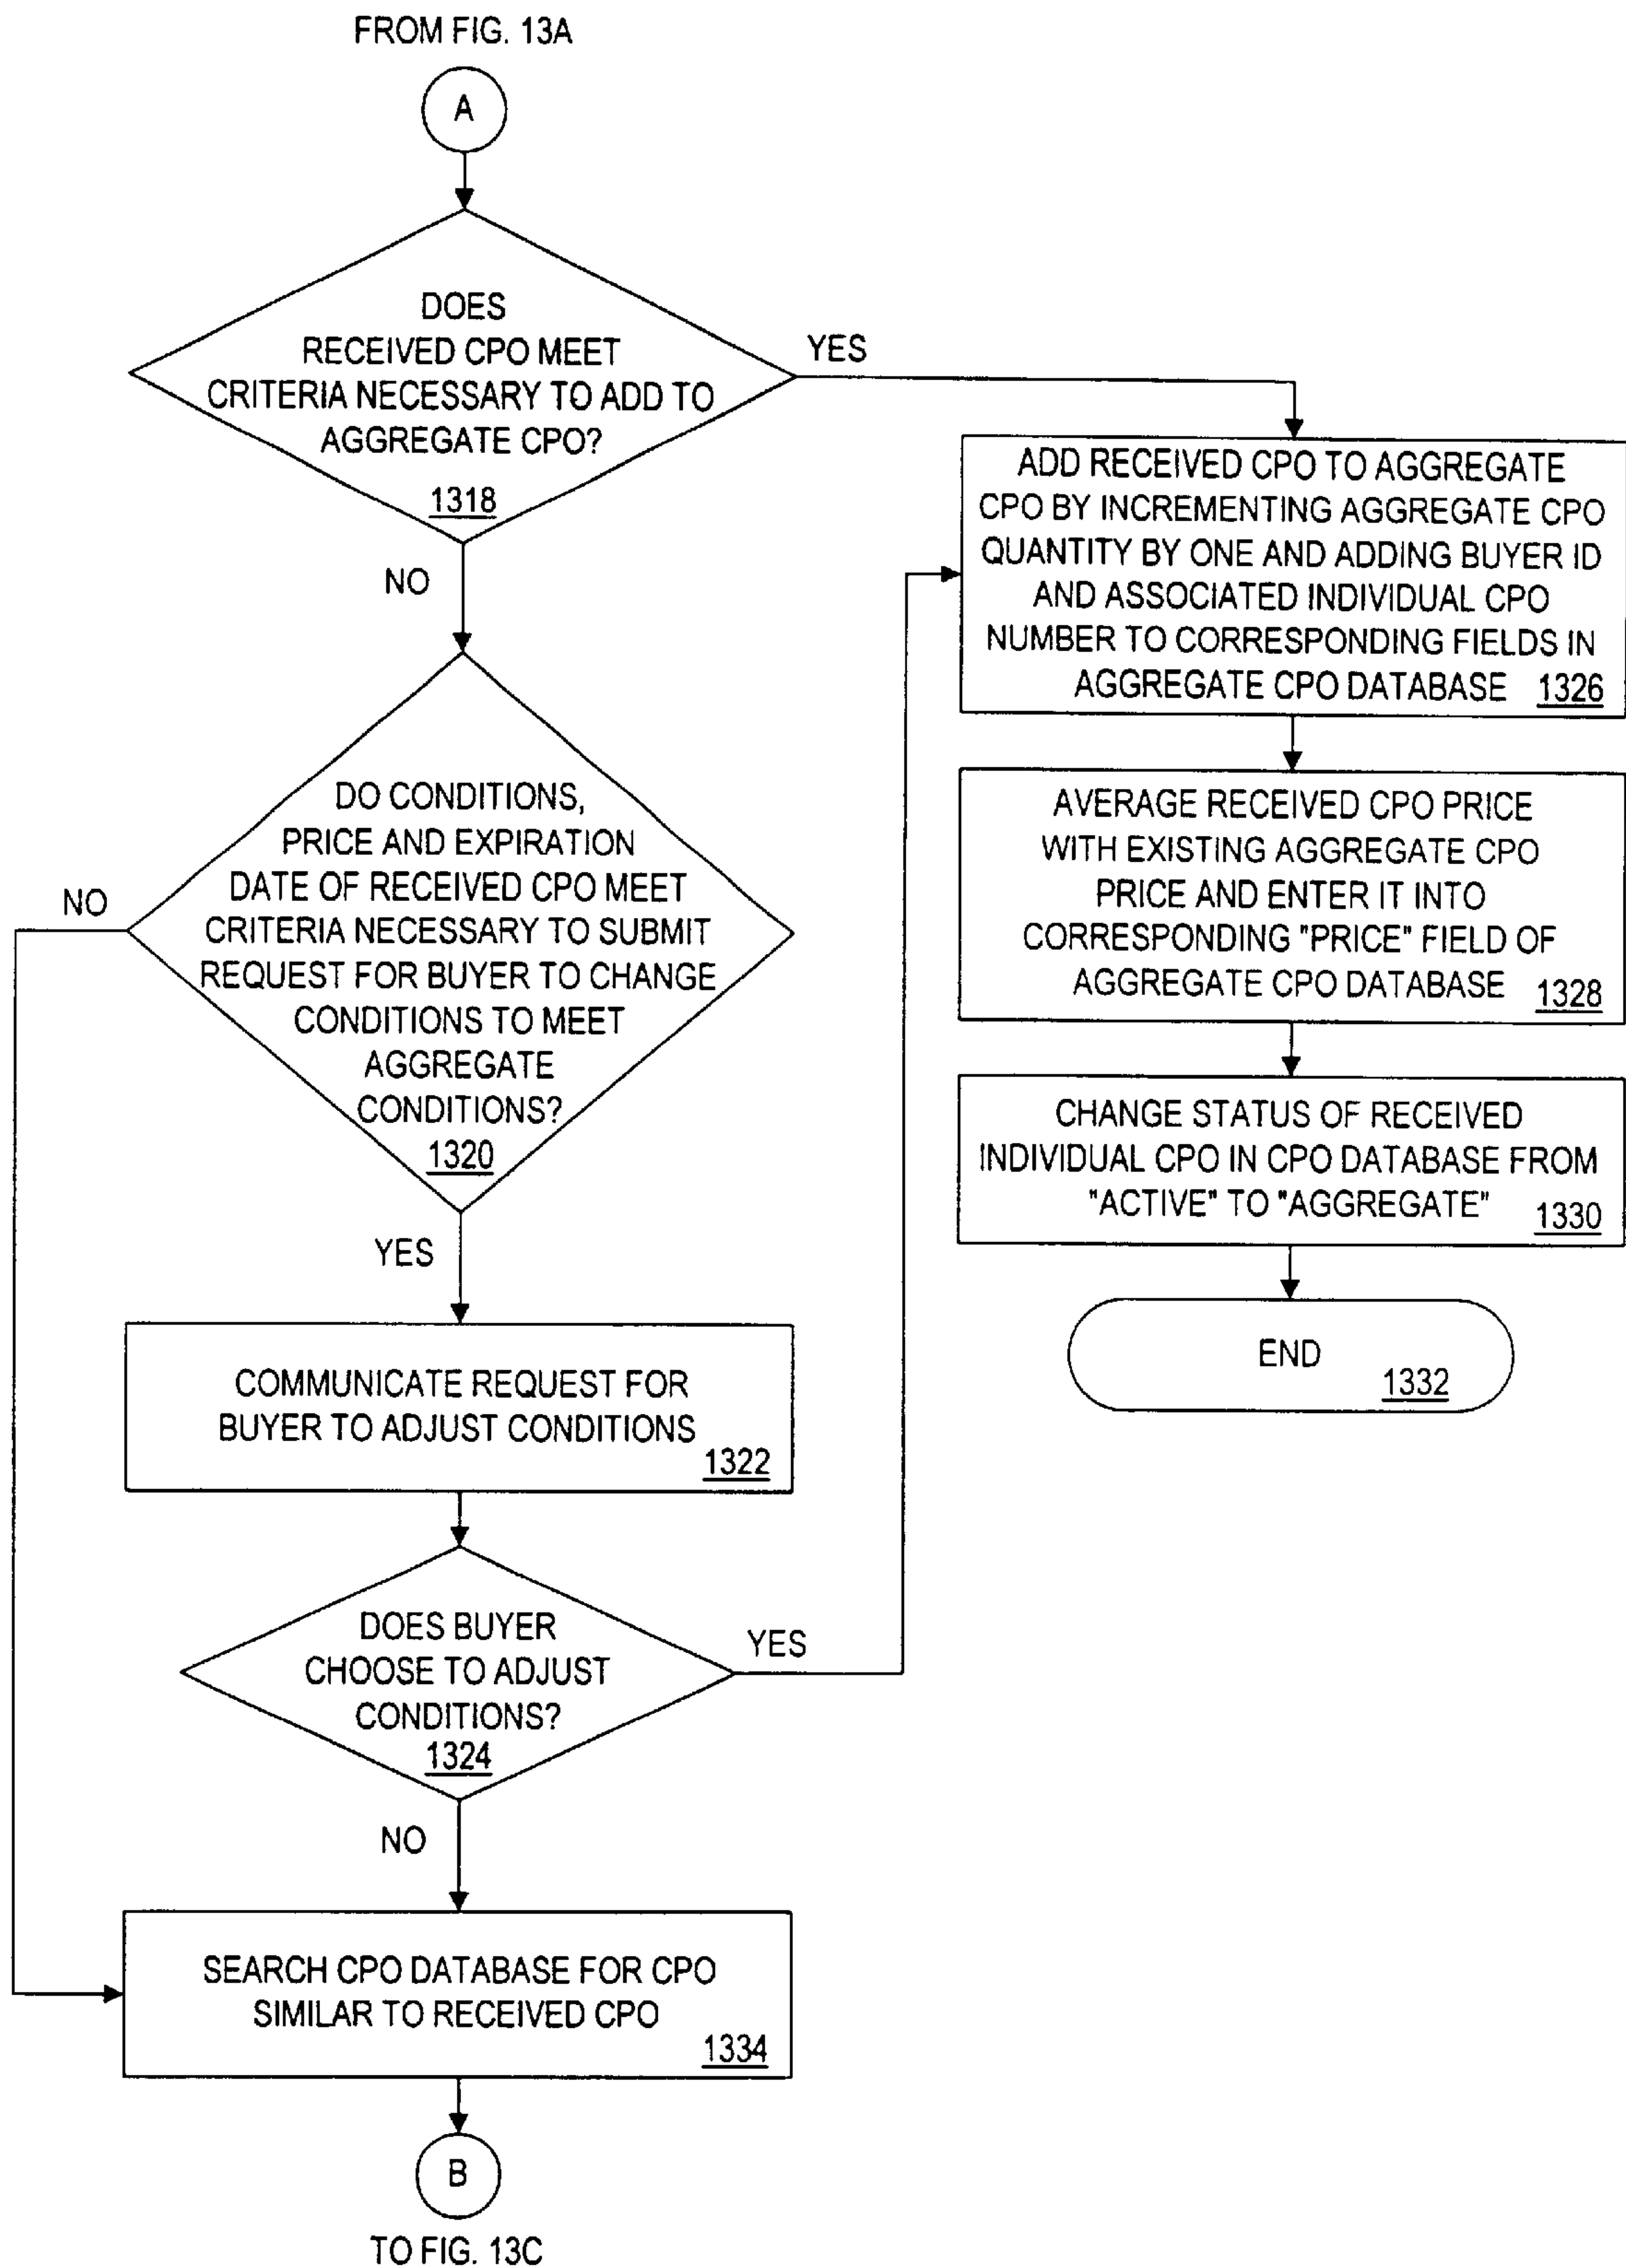 FROM FIG. 13A
A
DOES
RECEIVED CPO MEET
CRITERIA NECESSARY TO ADD TO
AGGREGATE CPO?
1318
YES
NO
DO CONDITIONS,
PRICE AND EXPIRATION
DATE OF RECEIVED CPO MEET
CRITERIA NECESSARY TO SUBMIT
REQUEST FOR BUYER TO CHANGE
CONDITIONS TO MEET
AGGREGATE
CONDITIONS?
1320
NO
YES
COMMUNICATE REQUEST FOR
BUYER TO ADJUST CONDITIONS
1322
DOES BUYER
CHOOSE TO ADJUST
CONDITIONS?
1324
YES
NO
SEARCH CPO DATABASE FOR CPO
SIMILAR TO RECEIVED CPO
1334
B
TO FIG. 13C
ADD RECEIVED CPO TO AGGREGATE
CPO BY INCREMENTING AGGREGATE CPO
QUANTITY BY ONE AND ADDING BUYER ID
AND ASSOCIATED INDIVIDUAL CPO
NUMBER TO CORRESPONDING FIELDS IN
AGGREGATE CPO DATABASE 1326
AVERAGE RECEIVED CPO PRICE
WITH EXISTING AGGREGATE CPO
PRICE AND ENTER IT INTO
CORRESPONDING "PRICE" FIELD OF
AGGREGATE CPO DATABASE 1328
CHANGE STATUS OF RECEIVED
INDIVIDUAL CPO IN CPO DATABASE FROM
"ACTIVE" TO "AGGREGATE" 1330
END
1332